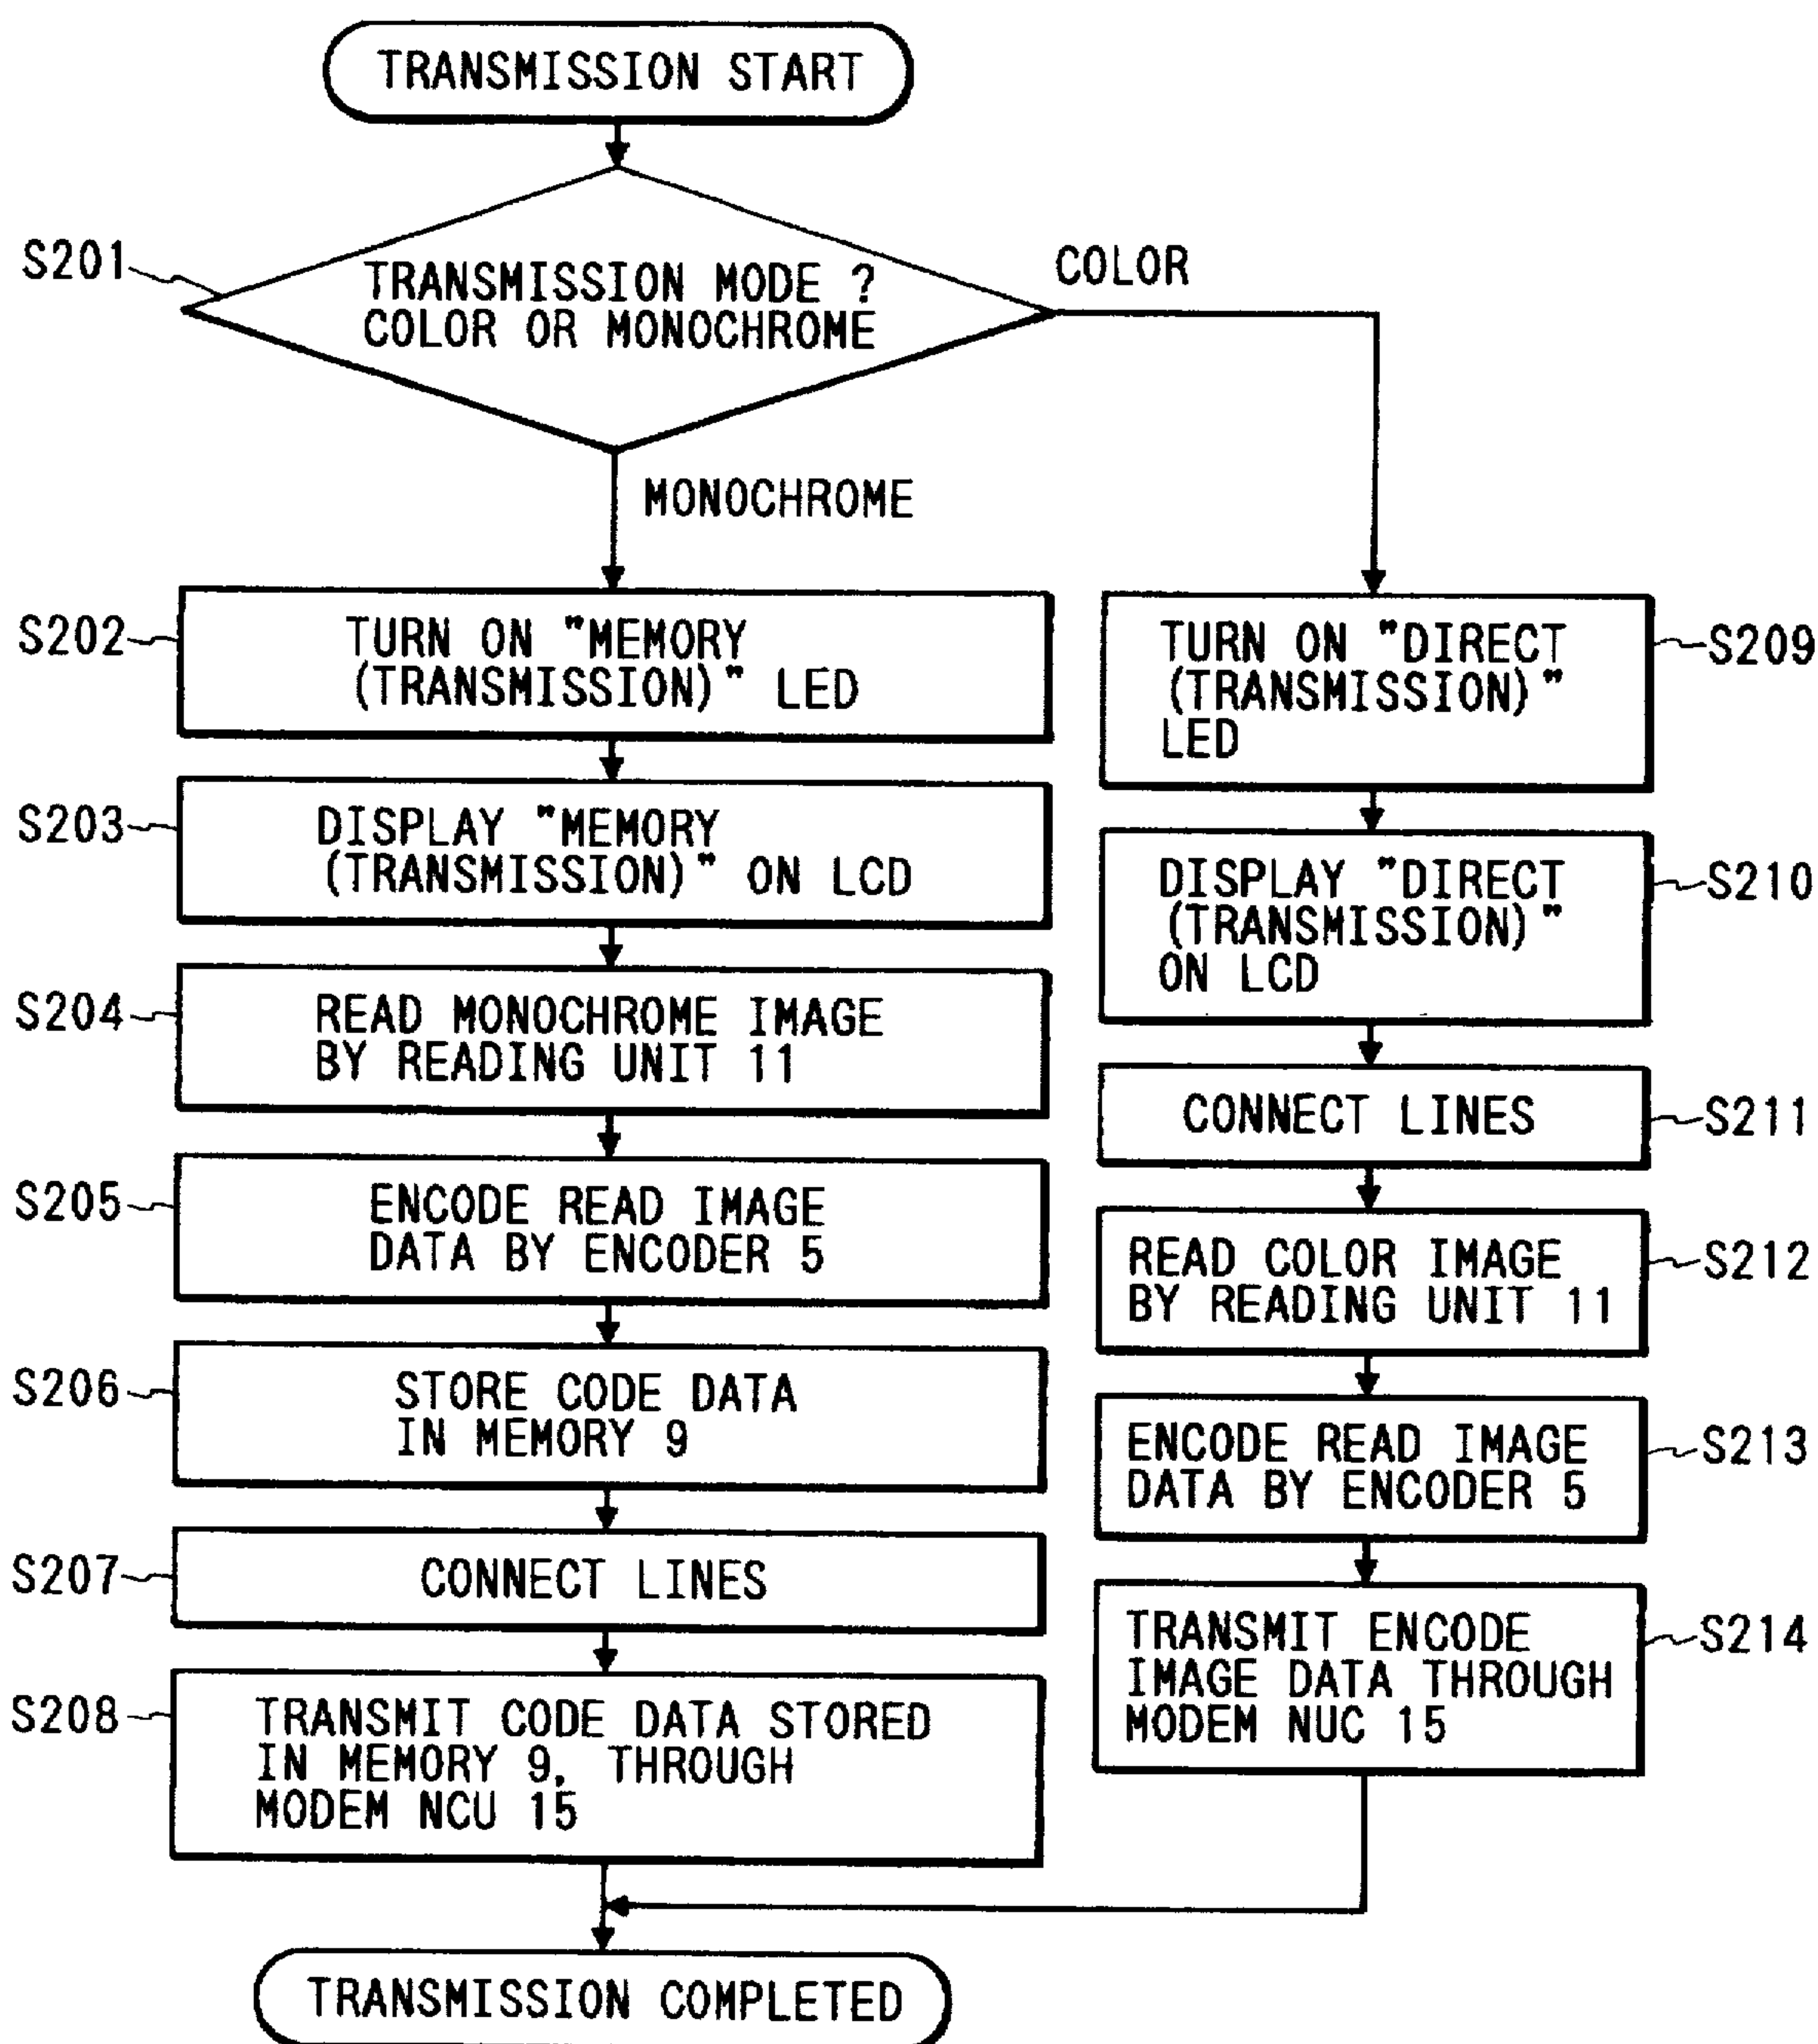 TRANSMISSION START
S201
TRANSMISSION MODE ?
COLOR OR MONOCHROME
COLOR
MONOCHROME
S202
TURN ON "MEMORY
(TRANSMISSION)" LED
S203
DISPLAY "MEMORY
(TRANSMISSION)" ON LCD
S204
READ MONOCHROME IMAGE
BY READING UNIT 11
S205
ENCODE READ IMAGE
DATA BY ENCODER 5
S206
STORE CODE DATA
IN MEMORY 9
S207
CONNECT LINES
S208
TRANSMIT CODE DATA STORED
IN MEMORY 9, THROUGH
MODEM NCU 15
TURN ON "DIRECT
(TRANSMISSION)"
LED
S209
DISPLAY "DIRECT
(TRANSMISSION)"
ON LCD
S210
CONNECT LINES
S211
READ COLOR IMAGE
BY READING UNIT 11
S212
ENCODE READ IMAGE
DATA BY ENCODER 5
S213
TRANSMIT ENCODE
IMAGE DATA THROUGH
MODEM NUC 15
S214
TRANSMISSION COMPLETED